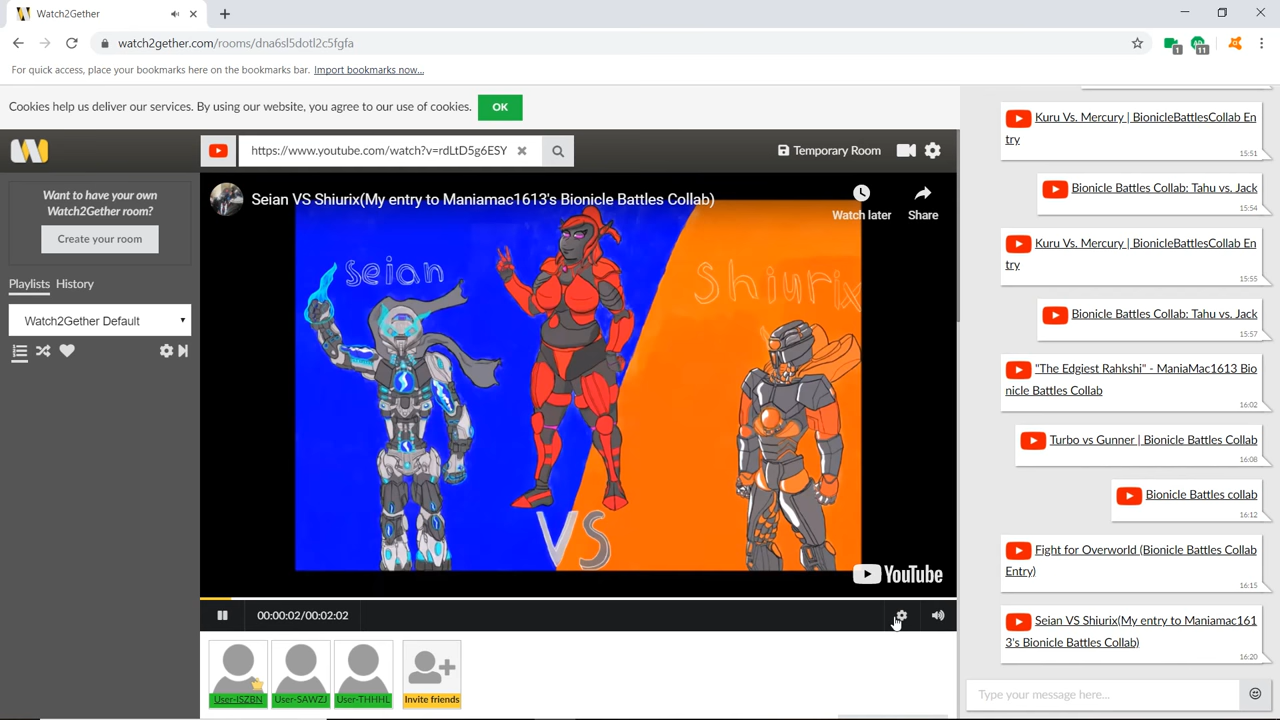 Watch2Gether
watch2gether.com/rooms/dna6sl5dotl2c5fgfa
1
11
For quick access, place your bookmarks here on the bookmarks bar. Import bookmarks now...
Cookies help us deliver our services. By using our website, you agree to our use of cookies.
OK
https://www.youtube.com/watch?v=rdLtD5g6ESY
Temporary Room
Want to have your own
Watch2Gether room?
Create your room
Playlists History
Watch2Gether Default
Seian VS Shiurix(My entry to Maniamac1613's Bionicle Battles Collab)
Watch later
Share
Seian
Shiurix
VS
YouTube
00:00:02/00:02:02
User-ISZBN
User-SAWZJ
User-THHHL
Invite friends
Kuru Vs. Mercury | BionicleBattlesCollab En
try
15:51
Bionicle Battles Collab: Tahu vs. Jack
15:54
Kuru Vs. Mercury | BionicleBattlesCollab En
try
15:55
Bionicle Battles Collab: Tahu vs. Jack
15:57
"The Edgiest Rahkshi" - ManiaMac1613 Bio
nicle Battles Collab
16:02
Turbo vs Gunner | Bionicle Battles Collab
16:08
Bionicle Battles collab
16:12
Fight for Overworld (Bionicle Battles Collab
Entry)
16:15
Seian VS Shiurix(My entry to Maniamac161
3's Bionicle Battles Collab)
16:20
Type your message here...